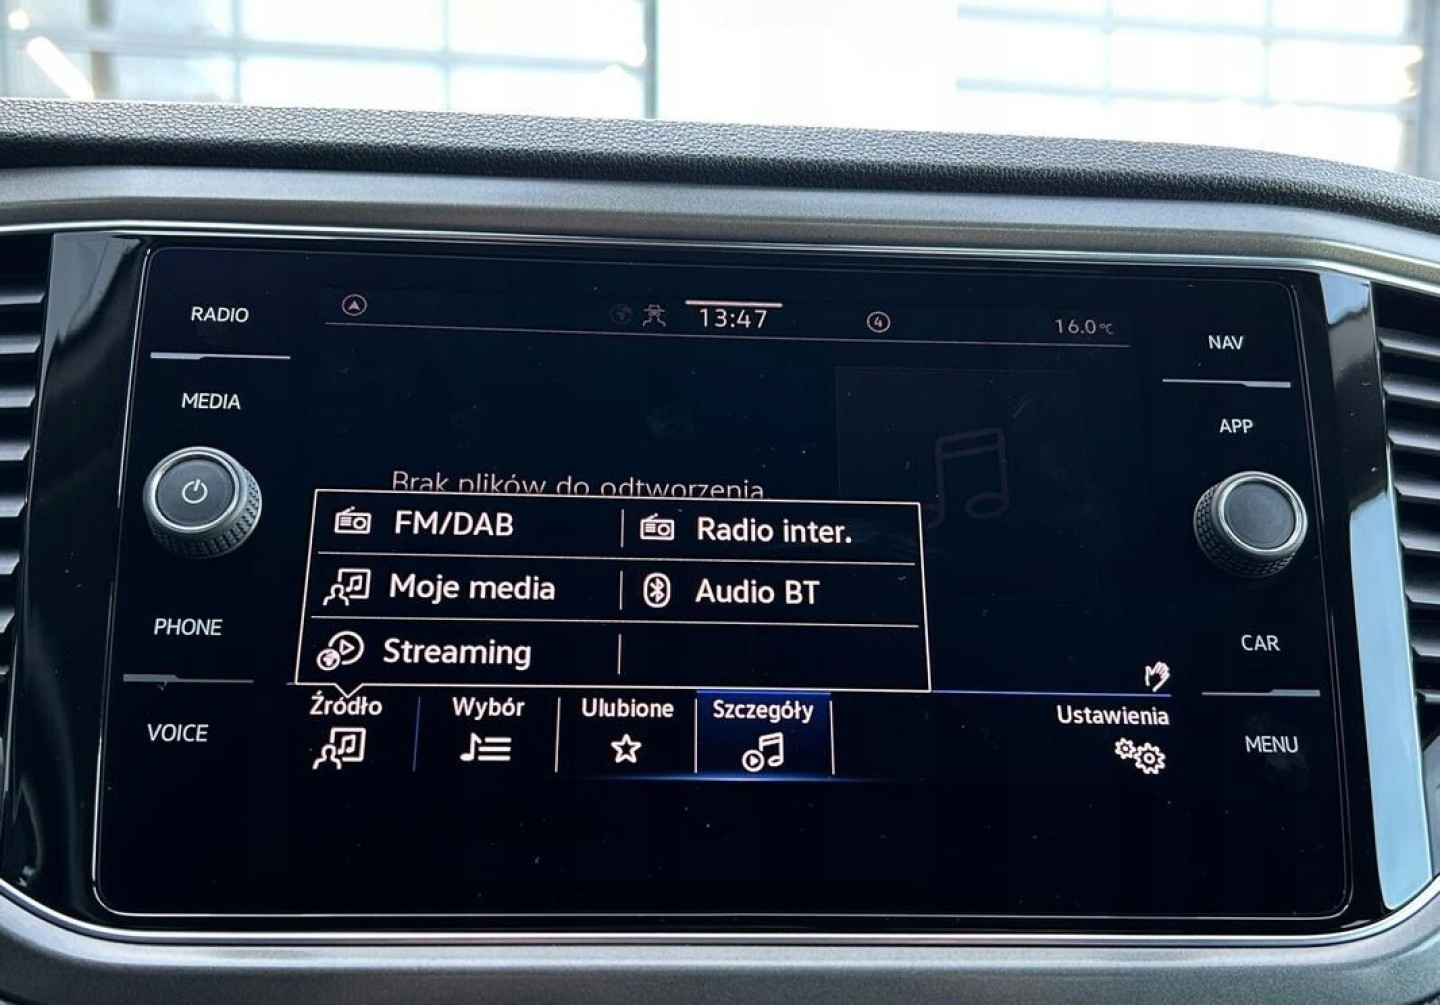 RADIO
13:47
4
16.0°C
NAV
MEDIA
APP
Brak plików do odtworzenia
FM/DAB
Radio inter.
Moje media
Audio BT
Streaming
PHONE
CAR
Źródło
Wybór
Ulubione
Szczegóły
Ustawienia
VOICE
MENU